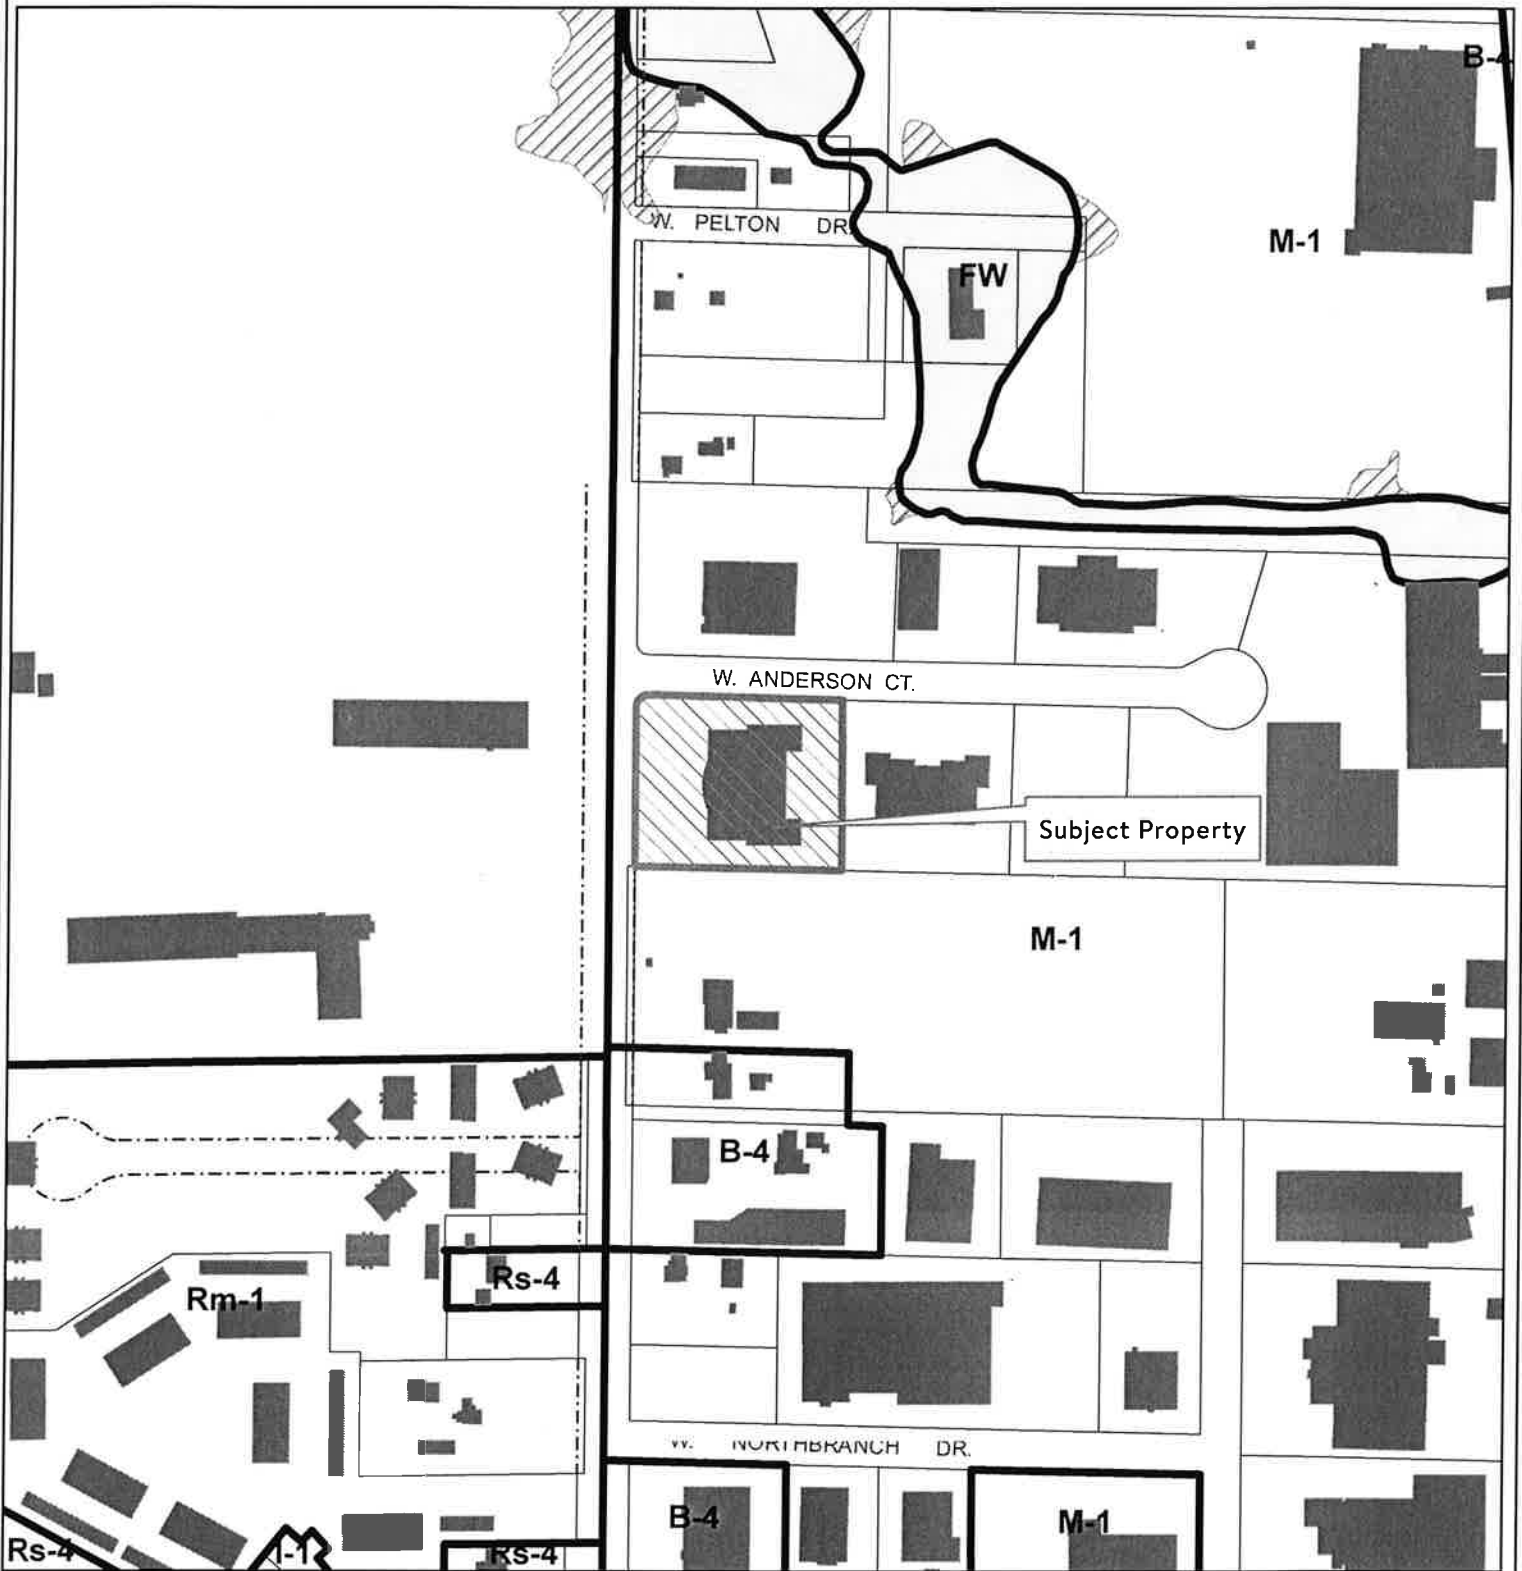 B-4
M-1
W. PELTON DR.
FW
W. ANDERSON CT.
Subject Property
M-1
B-4
Rs-4
Rm-1
W. NORTHBRANCH DR.
B-4
M-1
Rs-4
I-1
Rs-4